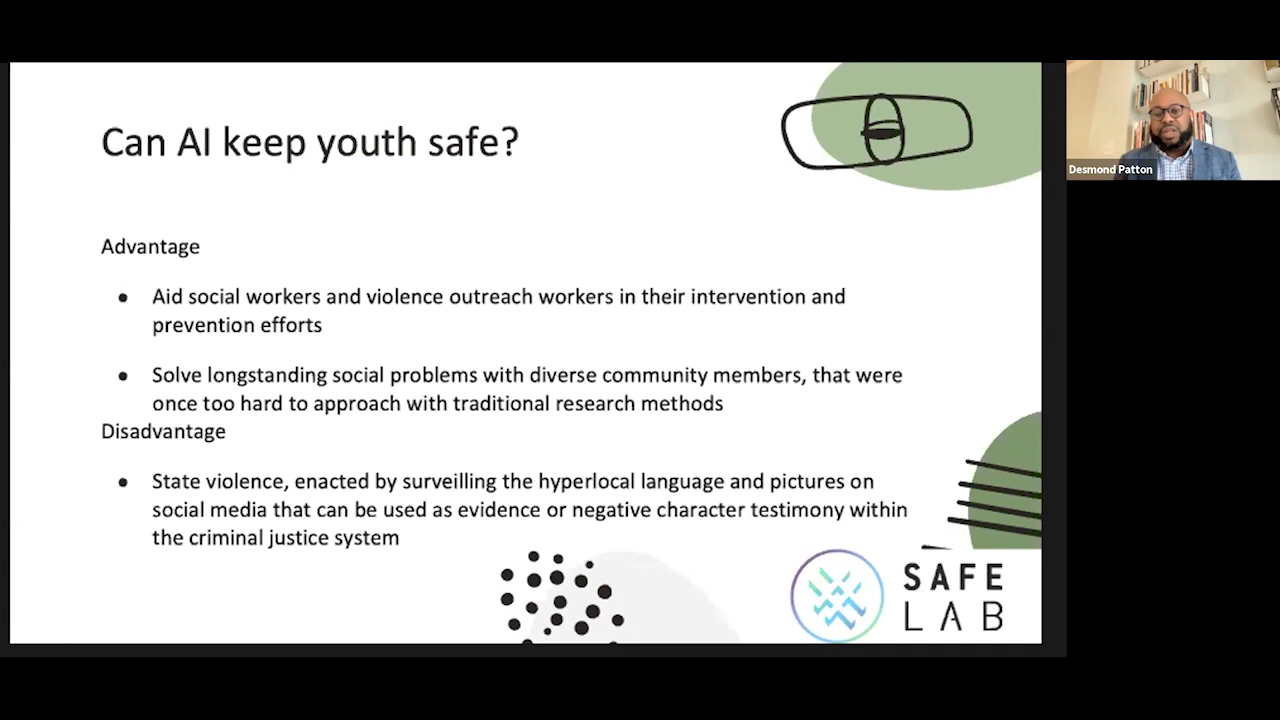 Can AI keep youth safe?
Desmond Patton
Advantage
● Aid social workers and violence outreach workers in their intervention and
prevention efforts
● Solve longstanding social problems with diverse community members, that were
once too hard to approach with traditional research methods
Disadvantage
● State violence, enacted by surveilling the hyperlocal language and pictures on
social media that can be used as evidence or negative character testimony within
the criminal justice system
SAFE
LAB